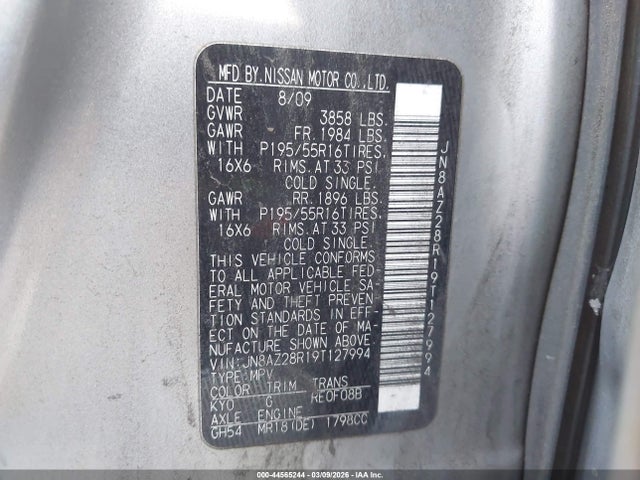 MFD BY NISSAN MOTOR CO.,LTD.
DATE 8/09
GVWR 3858 LBS.
GAWR FR. 1984 LBS.
WITH P195/55R16TIRES.
16X6 RIMS. AT 33 PSI
COLD SINGLE.
GAWR RR. 1896 LBS.
WITH P195/55R16TIRES.
16X6 RIMS. AT 33 PSI
COLD SINGLE.
THIS VEHICLE CONFORMS
TO ALL APPLICABLE FED-
ERAL MOTOR VEHICLE SA-
FETY AND THEFT PREVEN-
TION STANDARDS IN EFF-
ECT ON THE DATE OF MA-
NUFACTURE SHOWN ABOVE.
VIN:JN8AZ28R19T127994
TYPE:MPV
COLOR TRIM TRANS
KY0 G RE0F08B
AXLE ENGINE
GH54 MR18(DE) 1798CC
JN8AZ28R19T127994
000-44565244 - 03/09/2026 - IAAI.COM